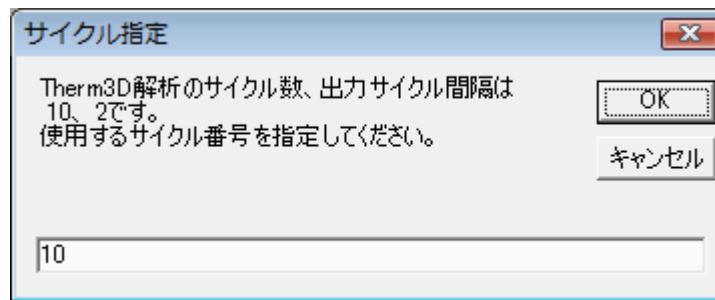 サイクル指定
Therm3D解析のサイクル数、出力サイクル間隔は
10、2です。
使用するサイクル番号を指定してください。
OK
キャンセル
10